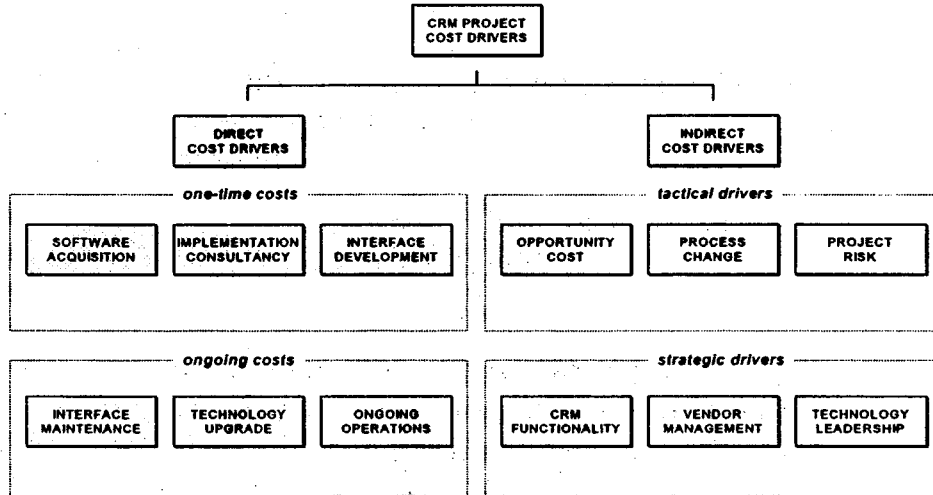 CRM PROJECT
COST DRIVERS
DIRECT
COST DRIVERS
INDIRECT
COST DRIVERS
one-time costs
SOFTWARE
ACQUISITION
IMPLEMENTATION
CONSULTANCY
INTERFACE
DEVELOPMENT
tactical drivers
OPPORTUNITY
COST
PROCESS
CHANGE
PROJECT
RISK
ongoing costs
INTERFACE
MAINTENANCE
TECHNOLOGY
UPGRADE
ONGOING
OPERATIONS
strategic drivers
CRM
FUNCTIONALITY
VENDOR
MANAGEMENT
TECHNOLOGY
LEADERSHIP